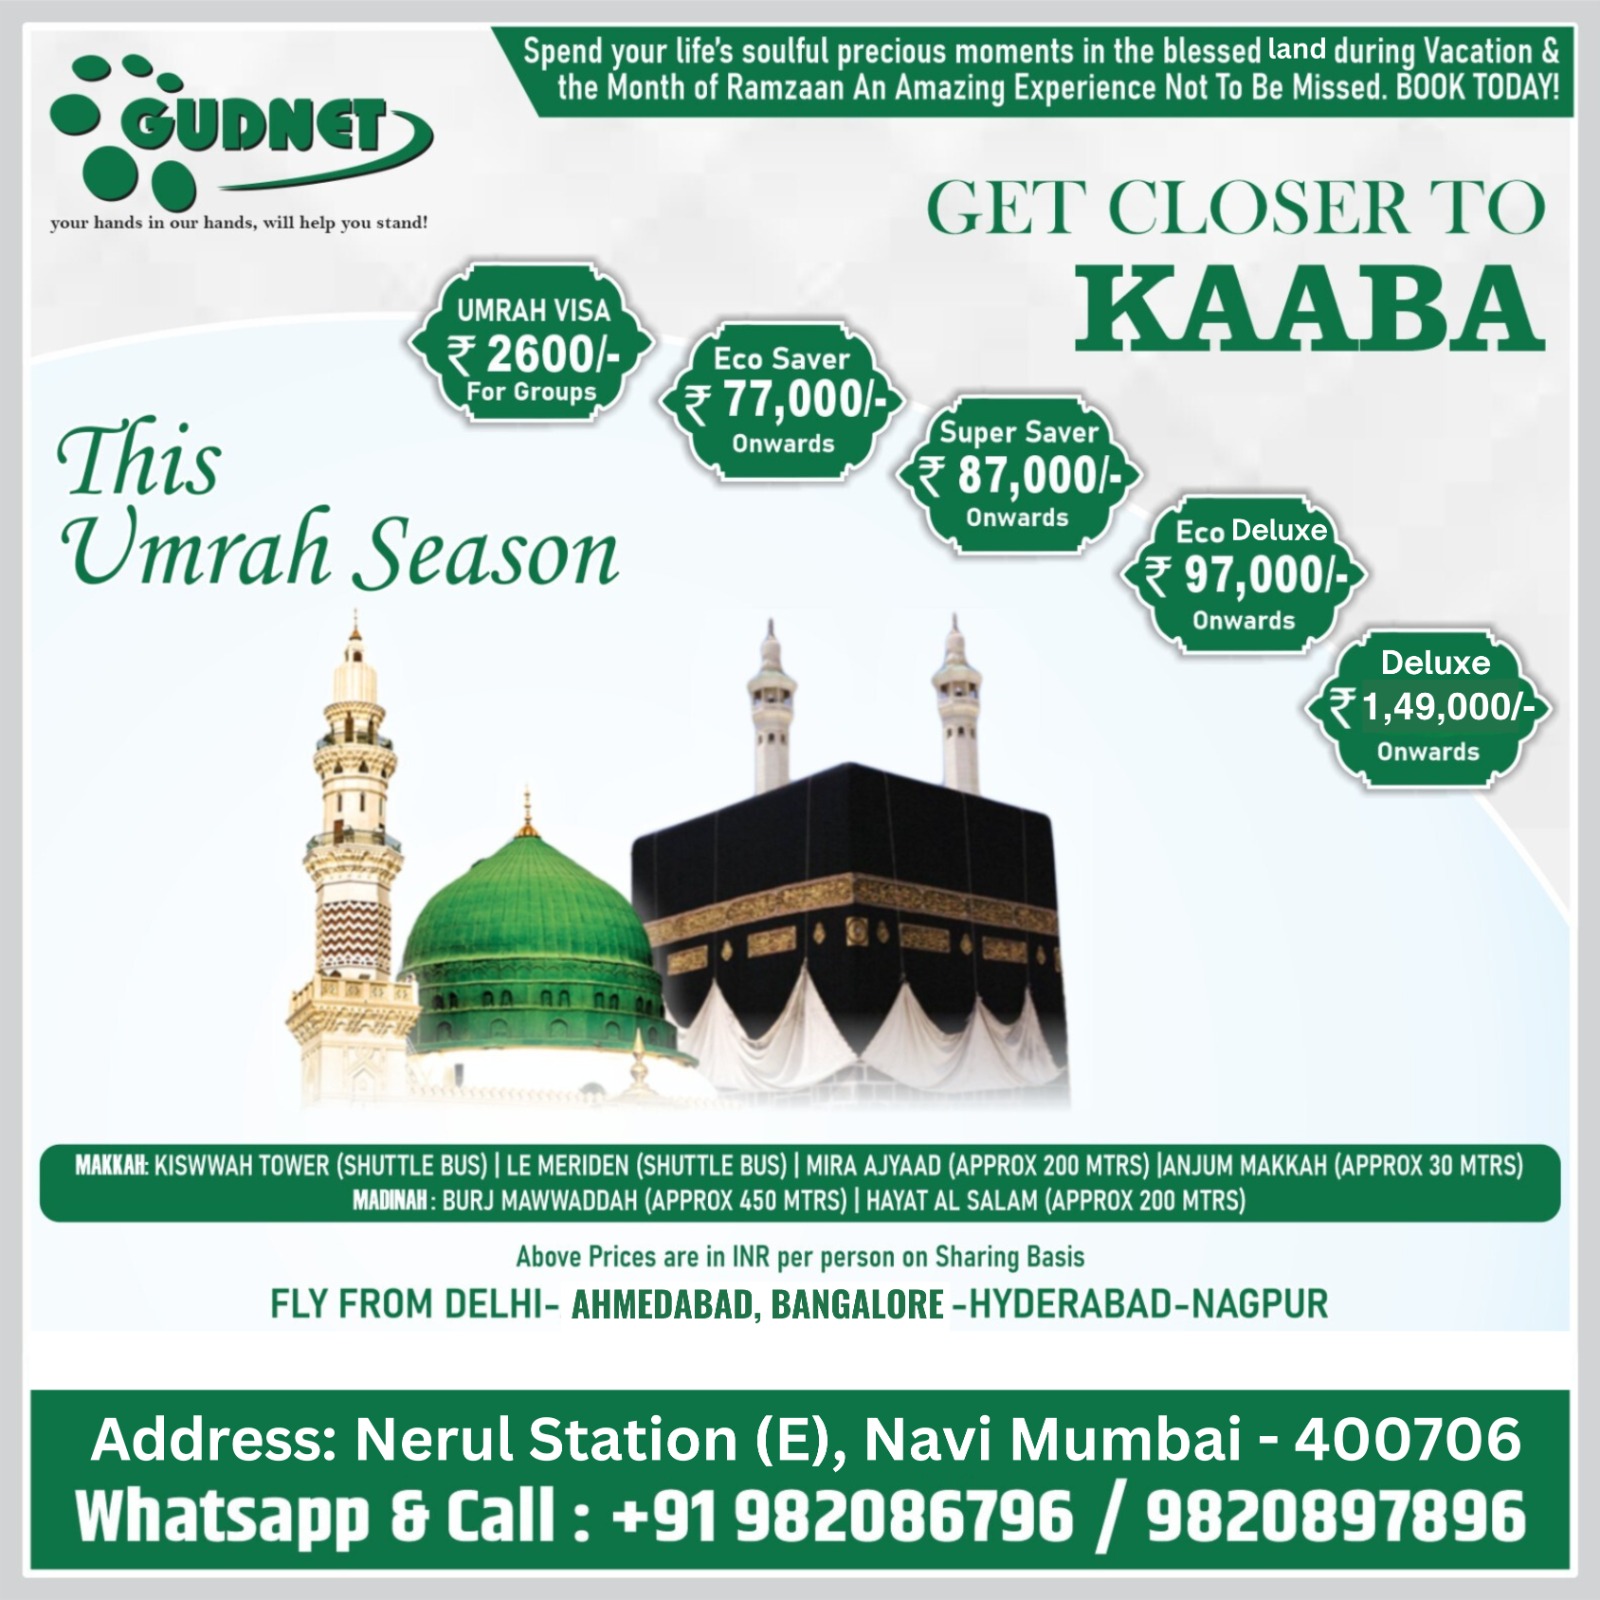 Spend your life's soulful precious moments in the blessed land during Vacation &
the Month of Ramzaan An Amazing Experience Not To Be Missed. BOOK TODAY!
GUDNET
your hands in our hands, will help you stand!
GET CLOSER TO
KAABA
UMRAH VISA
₹ 2600/-
For Groups
Eco Saver
₹ 77,000/-
Onwards
Super Saver
₹ 87,000/-
Onwards
Eco Deluxe
₹ 97,000/-
Onwards
Deluxe
₹ 1,49,000/-
Onwards
This
Umrah Season
MAKKAH: KISWWAH TOWER (SHUTTLE BUS) | LE MERIDEN (SHUTTLE BUS) | MIRA AJYAAD (APPROX 200 MTRS) |ANJUM MAKKAH (APPROX 30 MTRS)
MADINAH : BURJ MAWWADDAH (APPROX 450 MTRS) | HAYAT AL SALAM (APPROX 200 MTRS)
Above Prices are in INR per person on Sharing Basis
FLY FROM DELHI- AHMEDABAD, BANGALORE -HYDERABAD-NAGPUR
Address: Nerul Station (E), Navi Mumbai - 400706
Whatsapp & Call : +91 982086796 / 9820897896